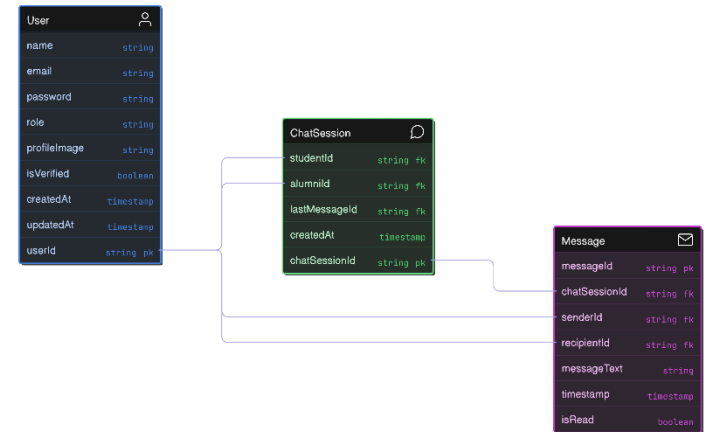 User
name string
email string
password string
role string
profileImage string
isVerified boolean
createdAt timestamp
updatedAt timestamp
userId string pk
ChatSession
studentId string fk
alumniId string fk
lastMessageId string fk
createdAt timestamp
chatSessionId string pk
Message
messageId string pk
chatSessionId string fk
senderId string fk
recipientId string fk
messageText string
timestamp timestamp
isRead boolean